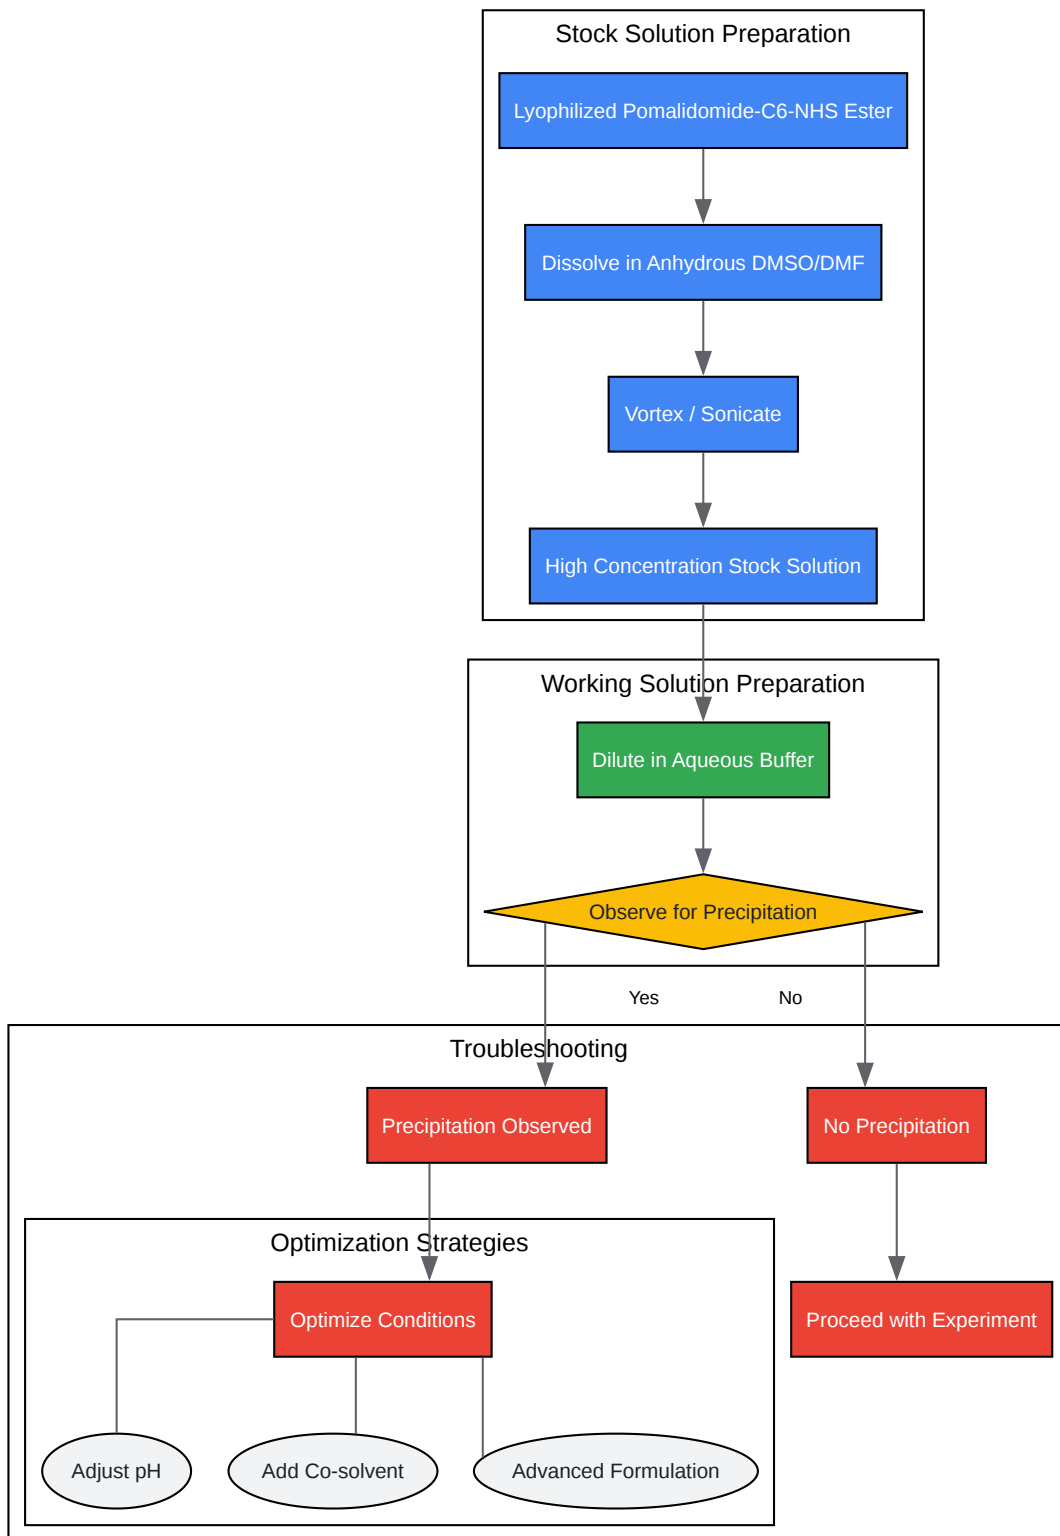 Stock Solution Preparation
Lyophilized Pomalidomide-C6-NHS Ester
Dissolve in Anhydrous DMSO/DMF
Vortex / Sonicate
High Concentration Stock Solution
Working Solution Preparation
Dilute in Aqueous Buffer
Observe for Precipitation
Yes
No
Troubleshooting
Precipitation Observed
No Precipitation
Optimization Strategies
Optimize Conditions
Proceed with Experiment
Adjust pH
Add Co-solvent
Advanced Formulation